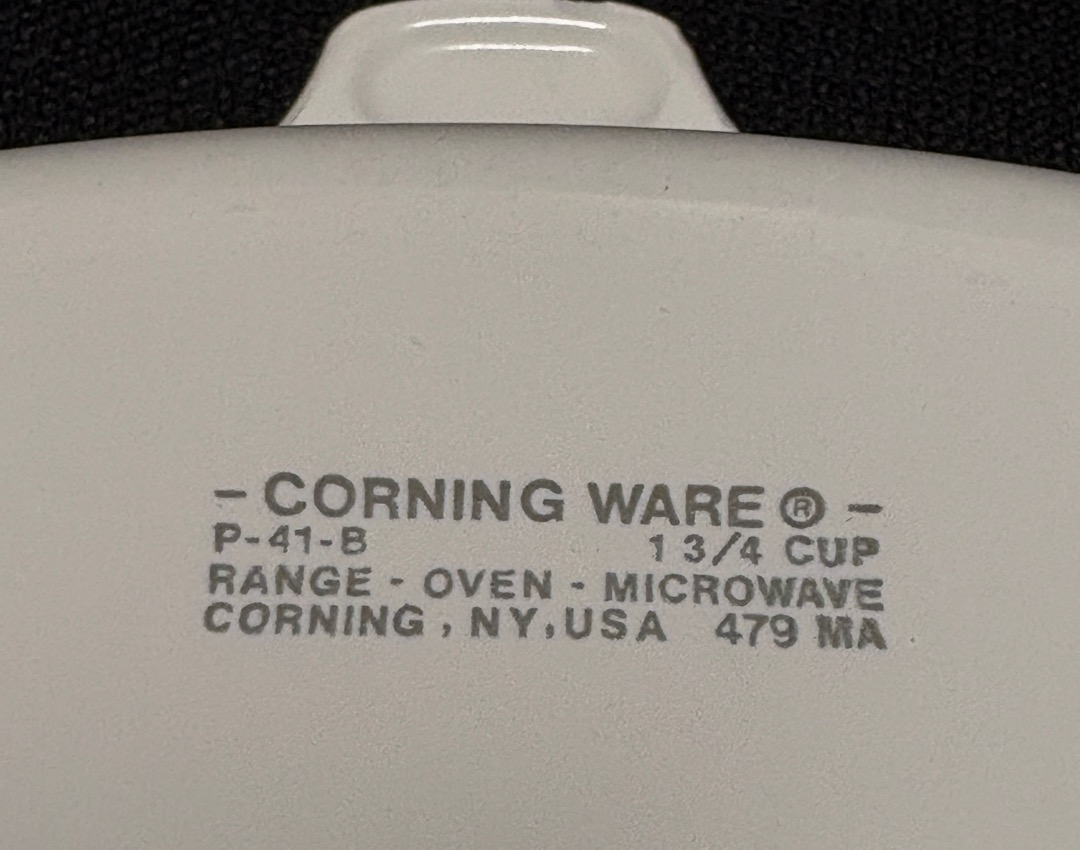 - CORNING WARE ® -
P-41-B 1 3/4 CUP
RANGE - OVEN - MICROWAVE
CORNING, NY, USA 479 MA